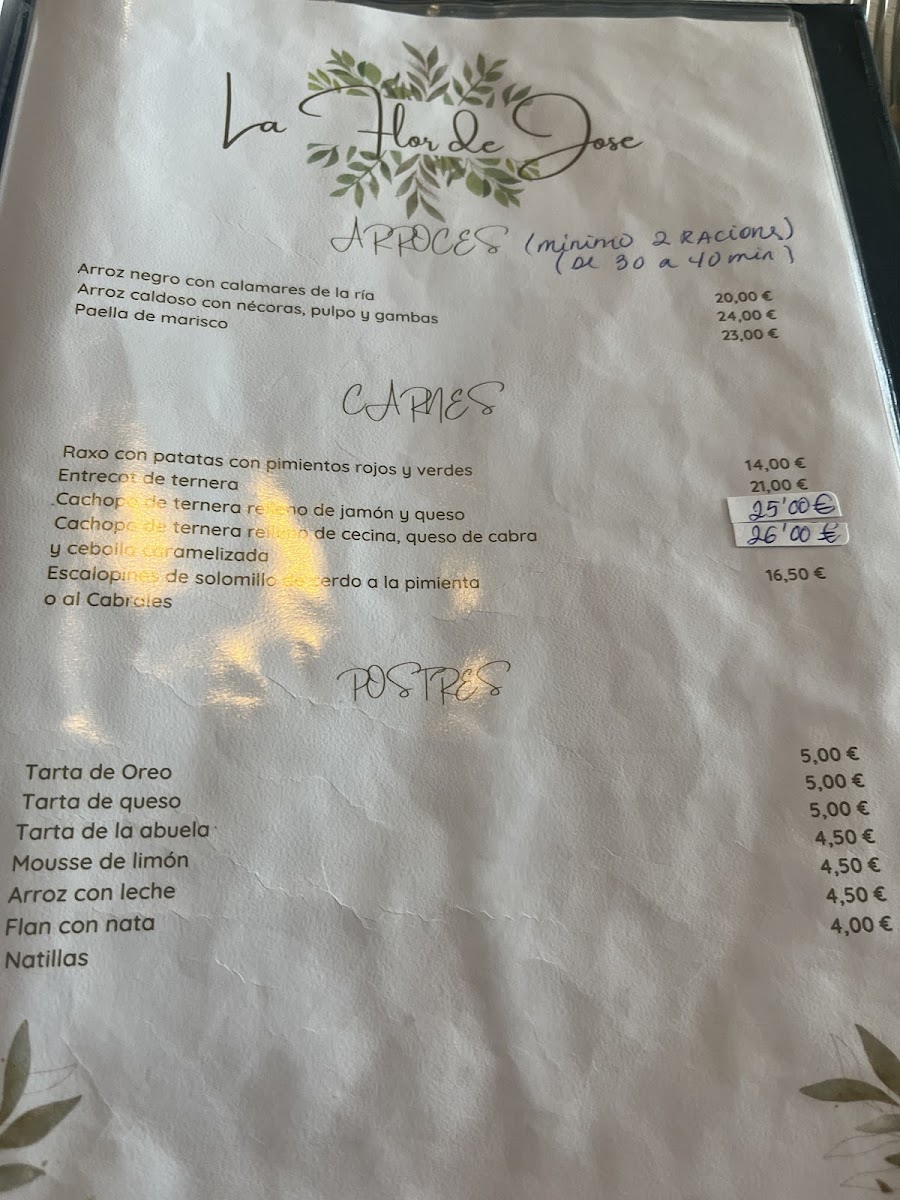 La Flor de Jose
ARROCES (mínimo 2 RAciones)
(De 30 a 40 min)
Arroz negro con calamares de la ría 20,00 €
Arroz caldoso con nécoras, pulpo y gambas 24,00 €
Paella de marisco 23,00 €
CARNES
Raxo con patatas con pimientos rojos y verdes 14,00 €
Entrecot de ternera 21,00 €
Cachopo de ternera relleno de jamón y queso 25'00 €
Cachopo de ternera relleno de cecina, queso de cabra 26'00 €
y cebolla caramelizada
Escalopines de solomillo de cerdo a la pimienta 16,50 €
o al Cabrales
POSTRES
Tarta de Oreo 5,00 €
Tarta de queso 5,00 €
Tarta de la abuela 5,00 €
Mousse de limón 4,50 €
Arroz con leche 4,50 €
Flan con nata 4,50 €
Natillas 4,00 €